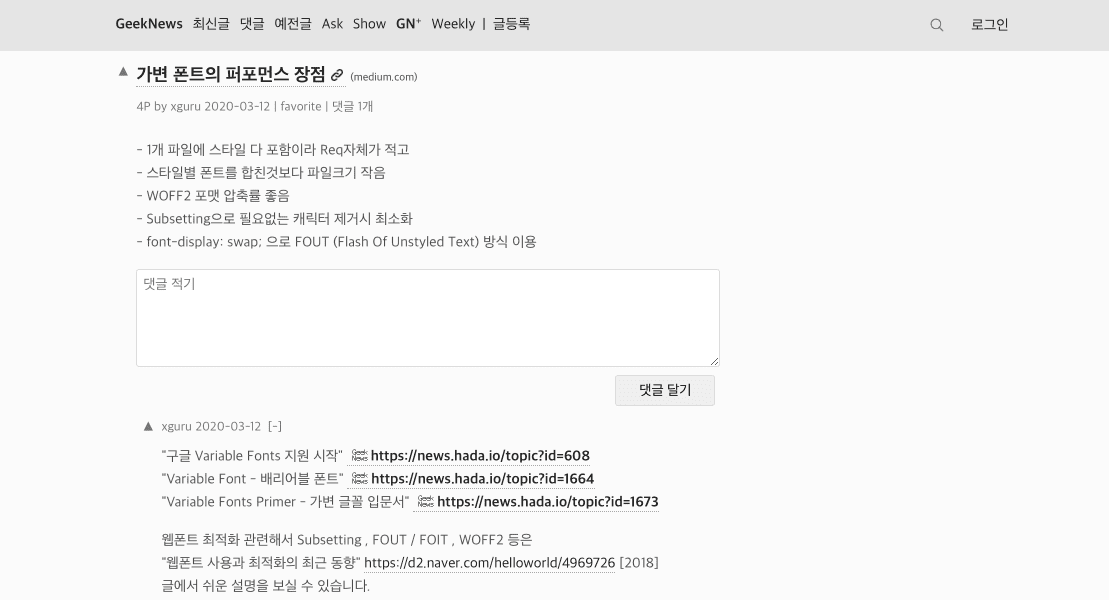 GeekNews 최신글 댓글 예전글 Ask Show GN⁺ Weekly | 글등록 로그인
▲ 가변 폰트의 퍼포먼스 장점 (medium.com)
4P by xguru 2020-03-12 | favorite | 댓글 1개
- 1개 파일에 스타일 다 포함이라 Req자체가 적고
- 스타일별 폰트를 합친것보다 파일크기 작음
- WOFF2 포맷 압축률 좋음
- Subsetting으로 필요없는 캐릭터 제거시 최소화
- font-display: swap; 으로 FOUT (Flash Of Unstyled Text) 방식 이용
댓글 적기
댓글 달기
▲ xguru 2020-03-12 [-]
"구글 Variable Fonts 지원 시작" https://news.hada.io/topic?id=608
"Variable Font - 배리어블 폰트" https://news.hada.io/topic?id=1664
"Variable Fonts Primer - 가변 글꼴 입문서" https://news.hada.io/topic?id=1673
웹폰트 최적화 관련해서 Subsetting , FOUT / FOIT , WOFF2 등은
"웹폰트 사용과 최적화의 최근 동향" https://d2.naver.com/helloworld/4969726 [2018]
글에서 쉬운 설명을 보실 수 있습니다.